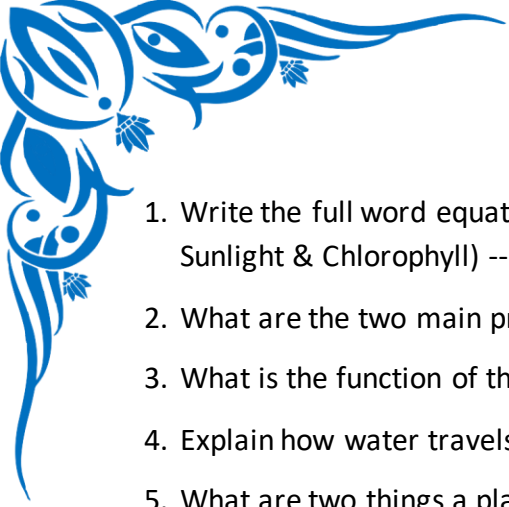 1. Write the full word equat
Sunlight & Chlorophyll) --
2. What are the two main pr
3. What is the function of th
4. Explain how water travels
5. What are two things a pla